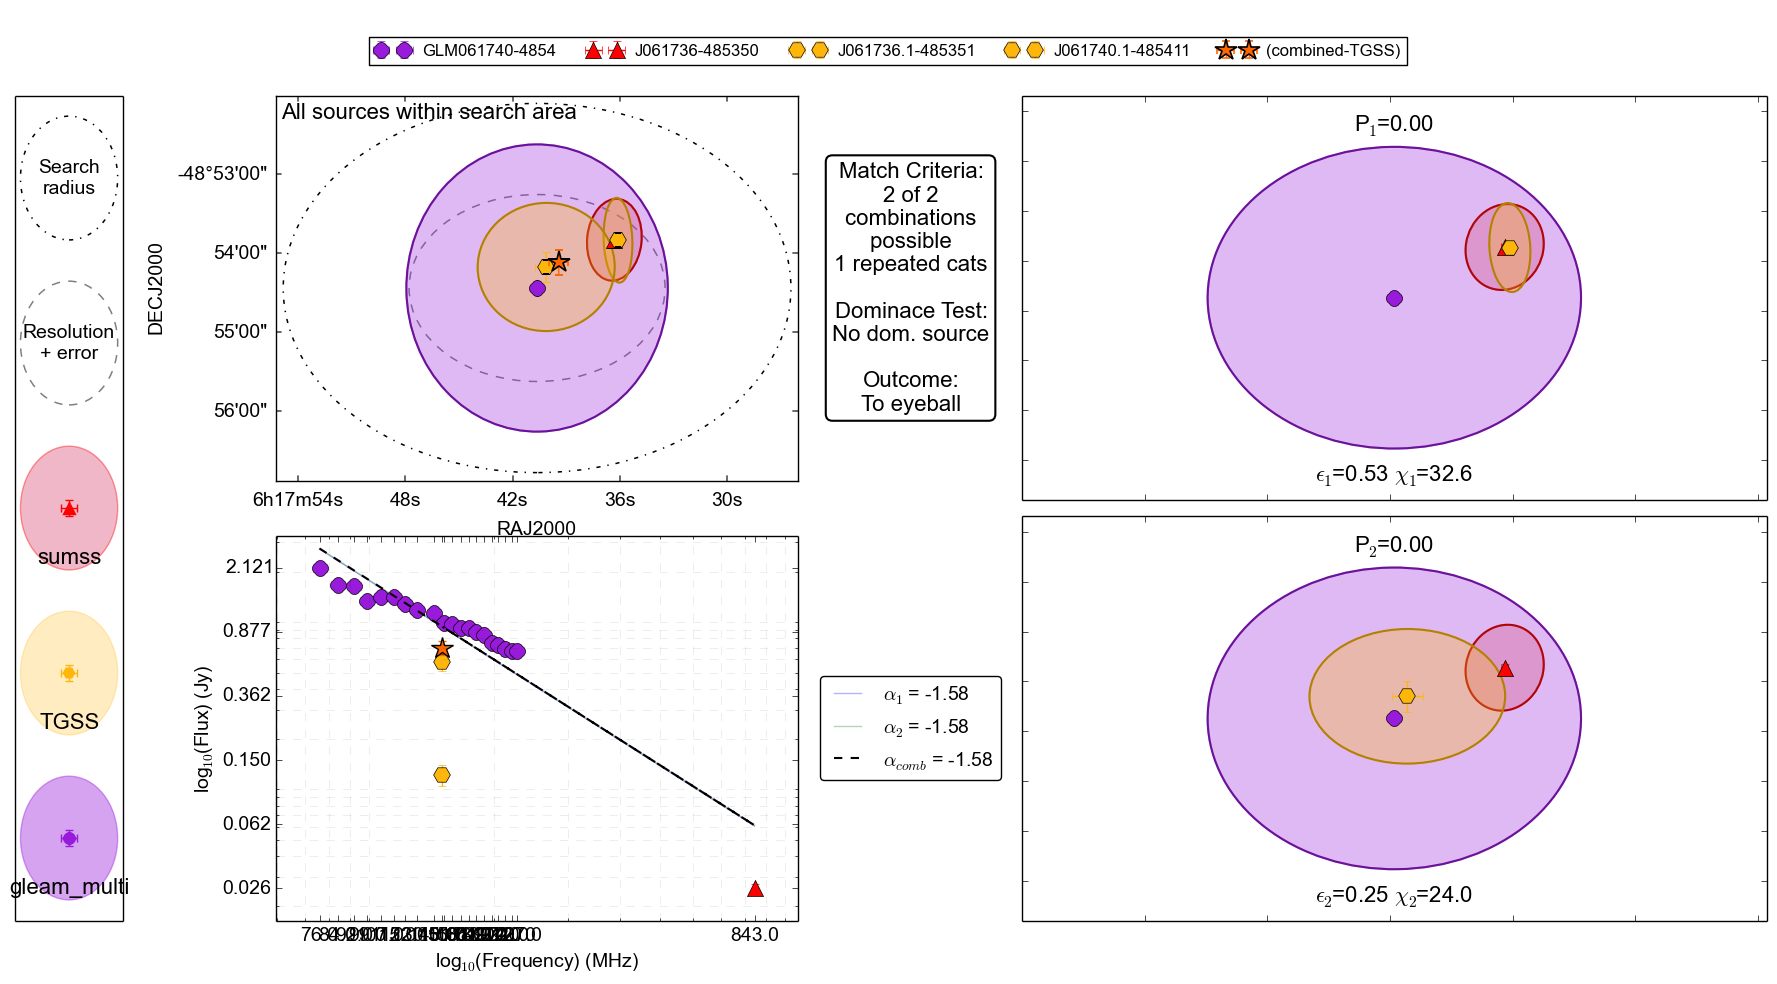 GLM061740-4854
J061736-485350
J061736.1-485351
J061740.1-485411
(combined-TGSS)
Search
radius
Resolution
+ error
sumss
TGSS
gleam_multi
All sources within search area
DECJ2000
-48°53'00"
54'00"
55'00"
56'00"
6h17m54s
48s
42s
36s
30s
RAJ2000
Match Criteria:
2 of 2
combinations
possible
1 repeated cats
Dominace Test:
No dom. source
Outcome:
To eyeball
P1=0.00
ϵ1=0.53 χ1=32.6
log10(Flux) (Jy)
2.121
0.877
0.362
0.150
0.062
0.026
843.0
log10(Frequency) (MHz)
α1 = -1.58
α2 = -1.58
αcomb = -1.58
P2=0.00
ϵ2=0.25 χ2=24.0